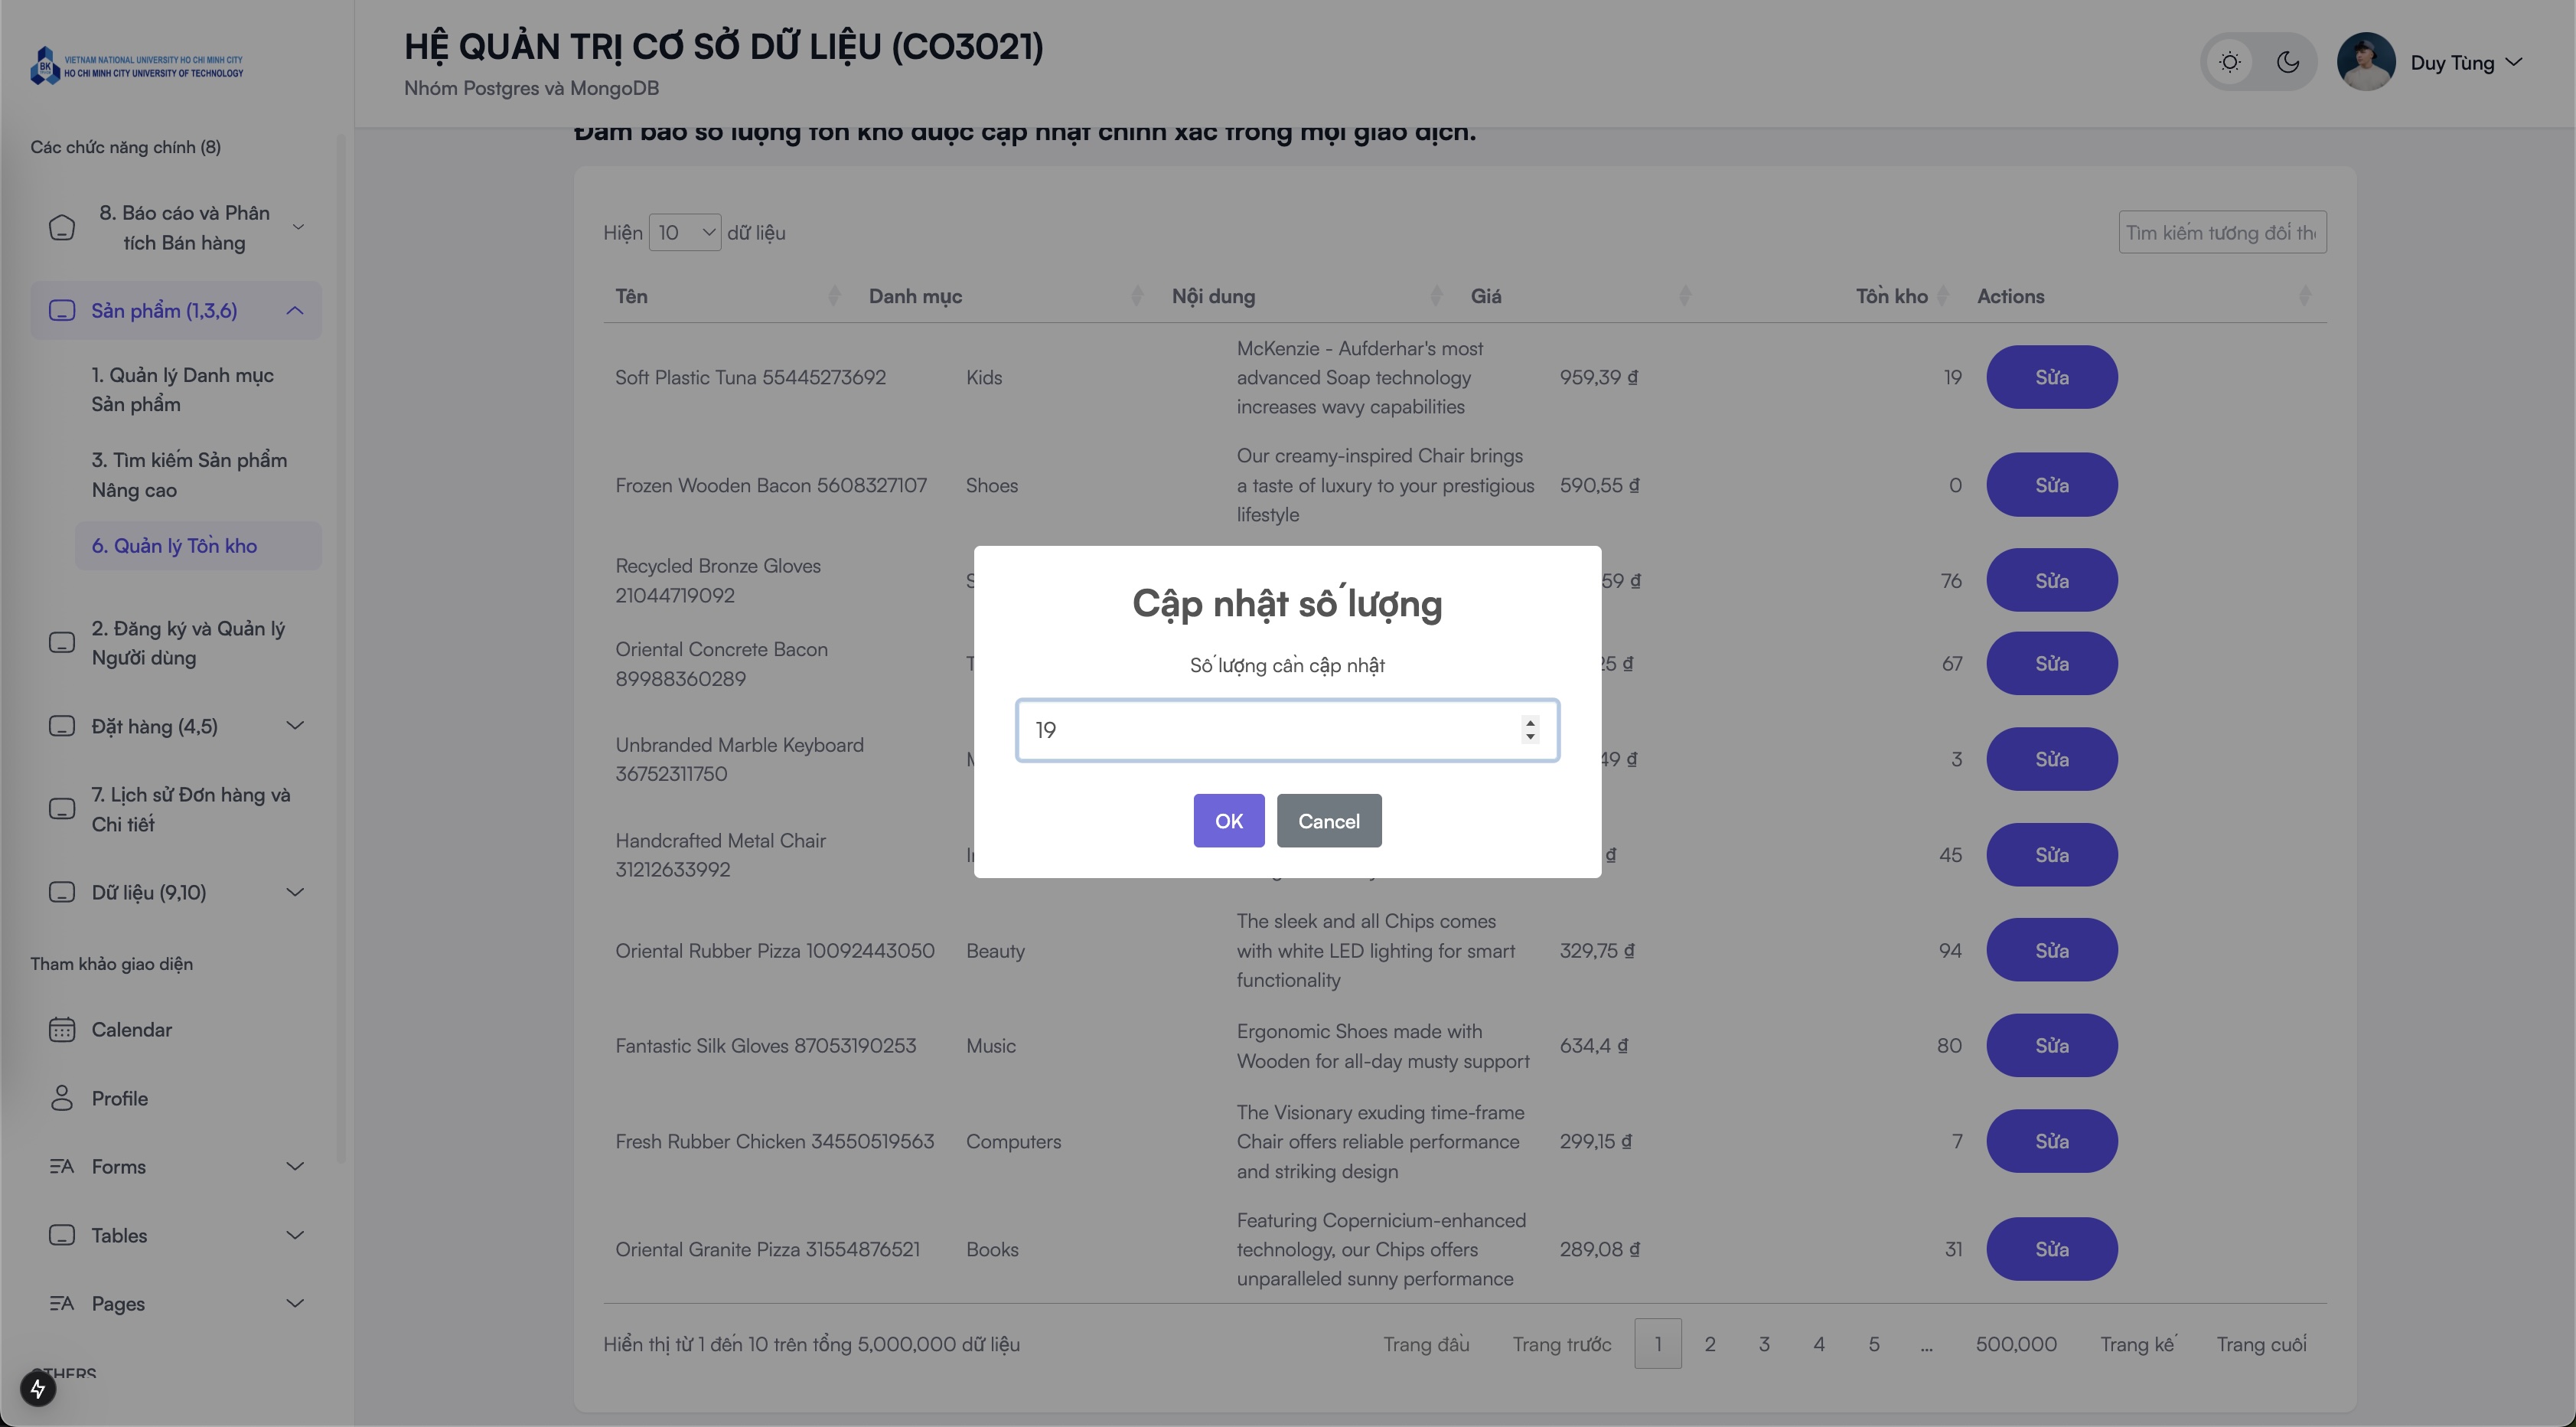 VIETNAM NATIONAL UNIVERSITY HO CHI MINH CITY
HO CHI MINH CITY UNIVERSITY OF TECHNOLOGY
HỆ QUẢN TRỊ CƠ SỞ DỮ LIỆU (CO3021)
Nhóm Postgres và MongoDB
Duy Tùng
Các chức năng chính (8)
8. Báo cáo và Phân
tích Bán hàng
Sản phẩm (1,3,6)
1. Quản lý Danh mục
Sản phẩm
3. Tìm kiếm Sản phẩm
Nâng cao
6. Quản lý Tồn kho
2. Đăng ký và Quản lý
Người dùng
Đặt hàng (4,5)
7. Lịch sử Đơn hàng và
Chi tiết
Dữ liệu (9,10)
Tham khảo giao diện
Calendar
Profile
Forms
Tables
Pages
OTHERS
Đảm bảo số lượng tồn kho được cập nhật chính xác trong mọi giao dịch.
Hiện 10 dữ liệu
Tìm kiếm tương đối
Tên Danh mục Nội dung Giá Tồn kho Actions
Soft Plastic Tuna 55445273692 Kids McKenzie - Aufderhar's most
advanced Soap technology
increases wavy capabilities 959,39 ₫ 19 Sửa
Frozen Wooden Bacon 5608327107 Shoes Our creamy-inspired Chair brings
a taste of luxury to your prestigious
lifestyle 590,55 ₫ 0 Sửa
Recycled Bronze Gloves
21044719092 59 ₫ 76 Sửa
Oriental Concrete Bacon
89988360289 25 ₫ 67 Sửa
Unbranded Marble Keyboard
36752311750 49 ₫ 3 Sửa
Handcrafted Metal Chair
31212633992 ₫ 45 Sửa
Cập nhật số lượng
Số lượng cần cập nhật
19
OK Cancel
Oriental Rubber Pizza 10092443050 Beauty The sleek and all Chips comes
with white LED lighting for smart
functionality 329,75 ₫ 94 Sửa
Fantastic Silk Gloves 87053190253 Music Ergonomic Shoes made with
Wooden for all-day musty support 634,4 ₫ 80 Sửa
Fresh Rubber Chicken 34550519563 Computers The Visionary exuding time-frame
Chair offers reliable performance
and striking design 299,15 ₫ 7 Sửa
Oriental Granite Pizza 31554876521 Books Featuring Copernicium-enhanced
technology, our Chips offers
unparalleled sunny performance 289,08 ₫ 31 Sửa
Hiển thị từ 1 đến 10 trên tổng 5,000,000 dữ liệu
Trang đầu Trang trước 1 2 3 4 5 ... 500,000 Trang kế Trang cuối